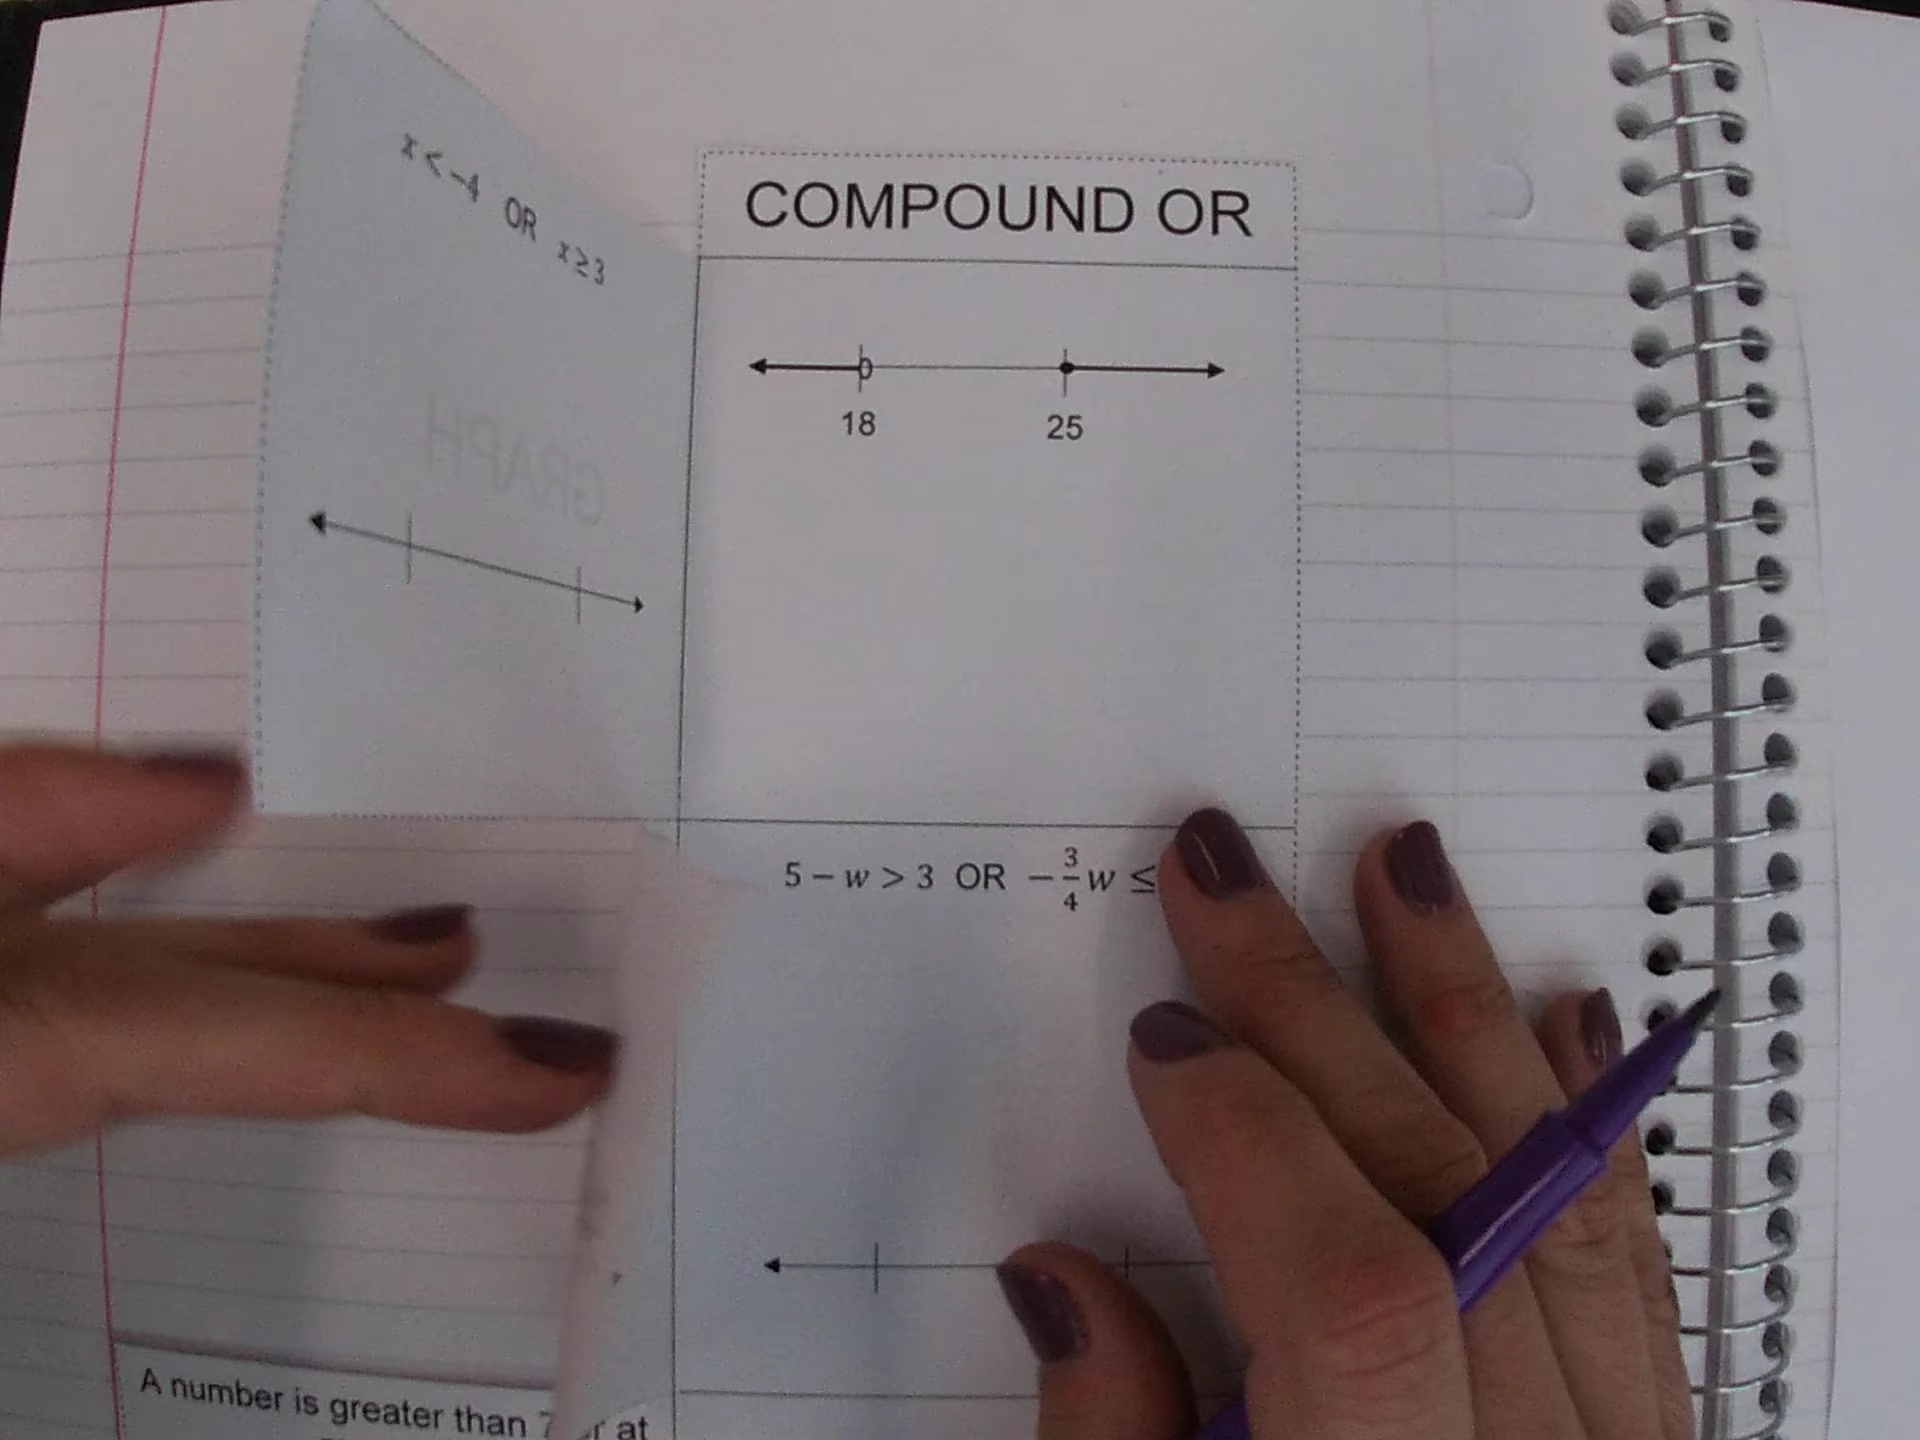 x < -4 OR x ≥ 3
GRAPH
COMPOUND OR
18 25
5 − w > 3 OR −3/4 w ≤
A number is greater than 7 at